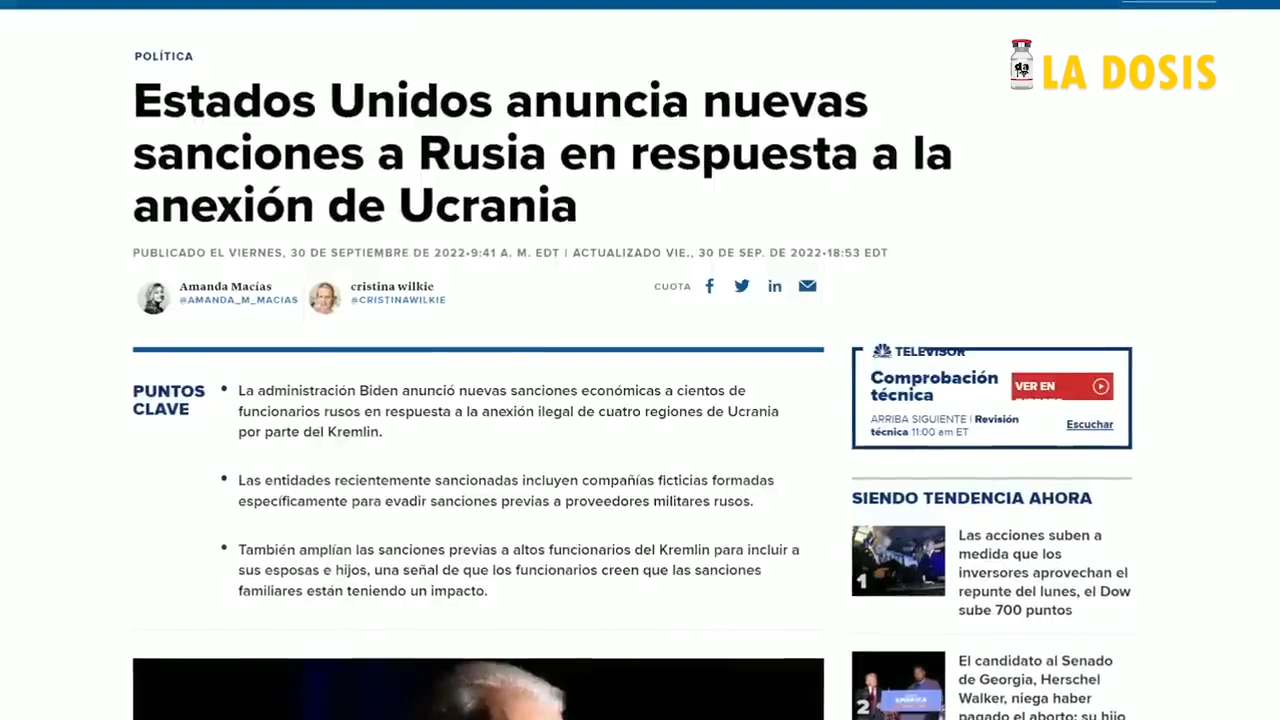 LA DOSIS
POLÍTICA
Estados Unidos anuncia nuevas
sanciones a Rusia en respuesta a la
anexión de Ucrania
PUBLICADO EL VIERNES, 30 DE SEPTIEMBRE DE 2022•9:41 A. M. EDT | ACTUALIZADO VIE., 30 DE SEP. DE 2022•18:53 EDT
Amanda Macías
@AMANDA_M_MACIAS
cristina wilkie
@CRISTINAWILKIE
CUOTA
PUNTOS
CLAVE
• La administración Biden anunció nuevas sanciones económicas a cientos de
funcionarios rusos en respuesta a la anexión ilegal de cuatro regiones de Ucrania
por parte del Kremlin.
• Las entidades recientemente sancionadas incluyen compañías ficticias formadas
específicamente para evadir sanciones previas a proveedores militares rusos.
• También amplían las sanciones previas a altos funcionarios del Kremlin para incluir a
sus esposas e hijos, una señal de que los funcionarios creen que las sanciones
familiares están teniendo un impacto.
CNBC TELEVISOR
Comprobación
técnica
VER EN
ARRIBA SIGUIENTE | Revisión
técnica 11:00 am ET
Escuchar
SIENDO TENDENCIA AHORA
1
Las acciones suben a
medida que los
inversores aprovechan el
repunte del lunes, el Dow
sube 700 puntos
2
El candidato al Senado
de Georgia, Herschel
Walker, niega haber
pagado el aborto; su hijo